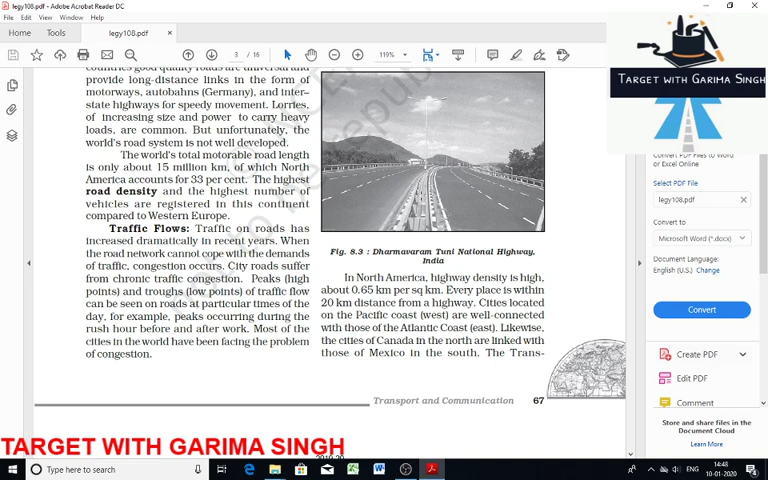 legy108.pdf - Adobe Acrobat Reader DC
File Edit View Window Help
Home Tools legy108.pdf ×
3 / 16 119%
countries good quality roads are universal and
provide long-distance links in the form of
motorways, autobahns (Germany), and inter-
state highways for speedy movement. Lorries,
of increasing size and power to carry heavy
loads, are common. But unfortunately, the
world's road system is not well developed.
The world's total motorable road length
is only about 15 million km, of which North
America accounts for 33 per cent. The highest
road density and the highest number of
vehicles are registered in this continent
compared to Western Europe.
Traffic Flows: Traffic on roads has
increased dramatically in recent years. When
the road network cannot cope with the demands
of traffic, congestion occurs. City roads suffer
from chronic traffic congestion. Peaks (high
points) and troughs (low points) of traffic flow
can be seen on roads at particular times of the
day, for example, peaks occurring during the
rush hour before and after work. Most of the
cities in the world have been facing the problem
of congestion.
Fig. 8.3 : Dharmavaram Tuni National Highway,
India
In North America, highway density is high,
about 0.65 km per sq km. Every place is within
20 km distance from a highway. Cities located
on the Pacific coast (west) are well-connected
with those of the Atlantic Coast (east). Likewise,
the cities of Canada in the north are linked with
those of Mexico in the south. The Trans-
Transport and Communication 67
TARGET WITH GARIMA SINGH
Convert PDFs to Word
or Excel Online
Select PDF File
legy108.pdf
Convert to
Microsoft Word (*.docx)
Document Language:
English (U.S.) Change
Convert
Create PDF
Edit PDF
Comment
Store and share files in the
Document Cloud
Learn More
TARGET WITH GARIMA SINGH
2019-20
Type here to search
14:48
10-01-2020